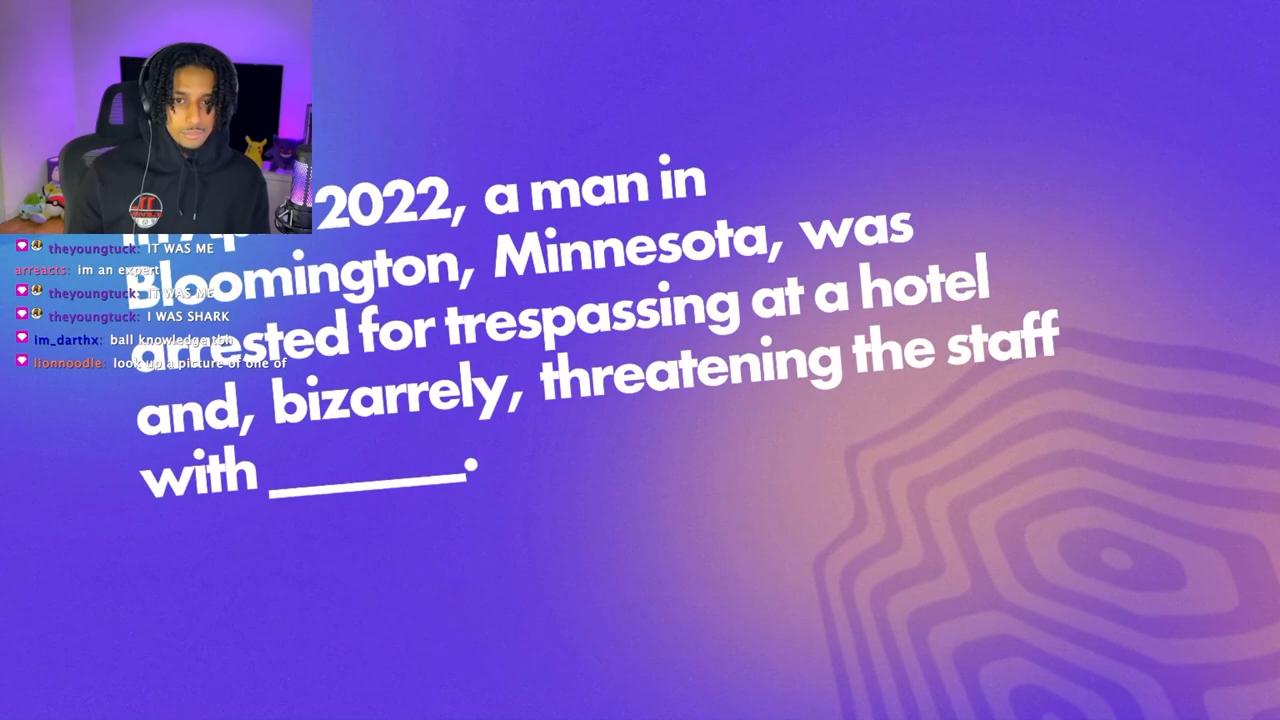 2022, a man in
Bloomington, Minnesota, was
arrested for trespassing at a hotel
and, bizarrely, threatening the staff
with _______.
theyoungtuck: IT WAS ME
arreacts: im an expert
theyoungtuck: IT WAS ME
theyoungtuck: I WAS SHARK
im_darthx: ball knowledge tbh
lionnoodle: look up a picture of one of